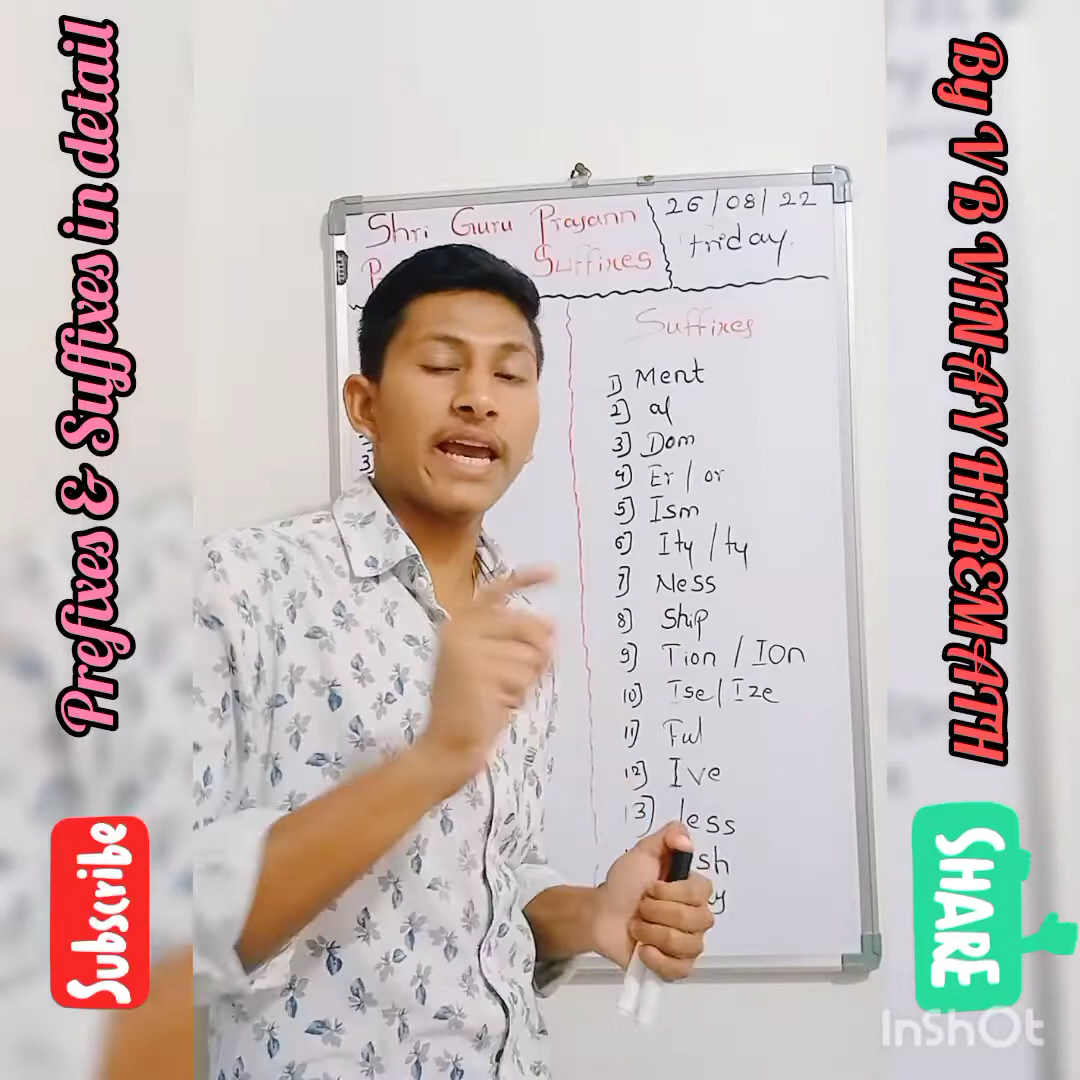 Prefixes & Suffixes in detail
By V B VINAY HIREMATH
Shri Guru Prasann
Suffixes
26/08/22
friday.
Suffixes
1) Ment
2) al
3) Dom
4) Er / or
5) Ism
6) Ity / ty
7) Ness
8) Ship
9) Tion / Ion
10) Ise / Ize
11) Ful
12) Ive
13) less
sh
y
3)
Subscribe
SHARE
InShOt